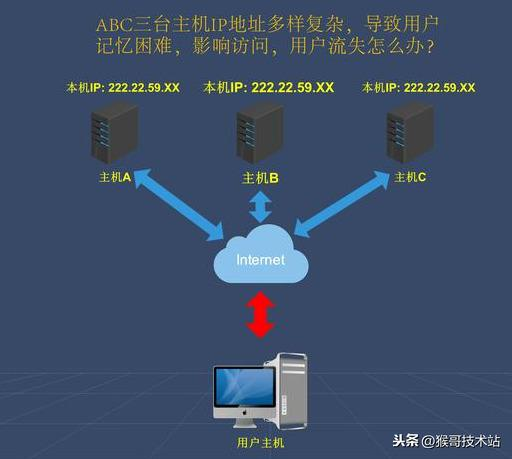 ABC三台主机IP地址多样复杂，导致用户
记忆困难，影响访问，用户流失怎么办？
本机IP: 222.22.59.XX
本机IP: 222.22.59.XX
本机IP: 222.22.59.XX
主机A
主机B
主机C
Internet
用户主机
头条@猴哥技术站